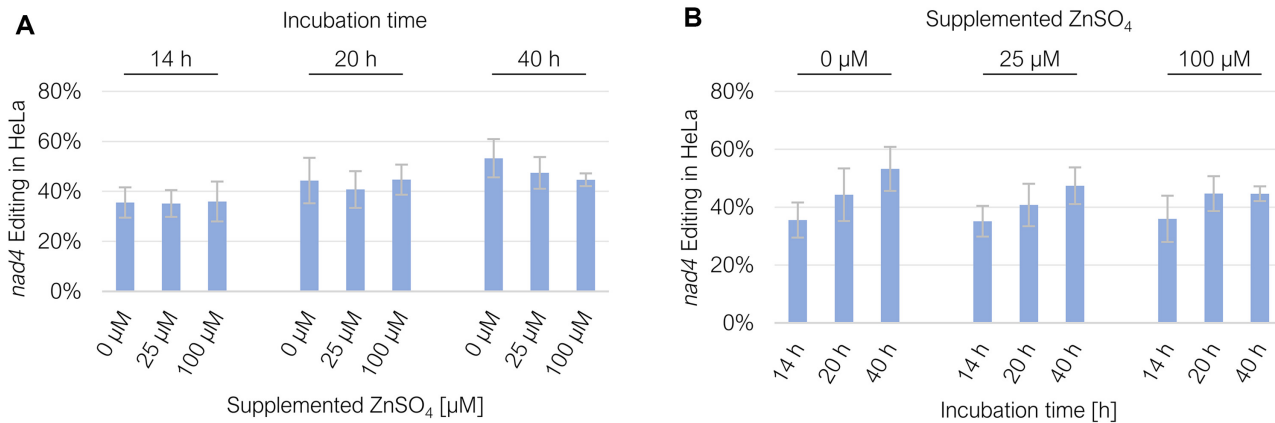 A
Incubation time
14 h 20 h 40 h
nad4 Editing in HeLa
80%
60%
40%
20%
0%
0 µM 25 µM 100 µM 0 µM 25 µM 100 µM 0 µM 25 µM 100 µM
Supplemented ZnSO₄ [µM]
B
Supplemented ZnSO₄
0 µM 25 µM 100 µM
nad4 Editing in HeLa
80%
60%
40%
20%
0%
14 h 20 h 40 h 14 h 20 h 40 h 14 h 20 h 40 h
Incubation time [h]